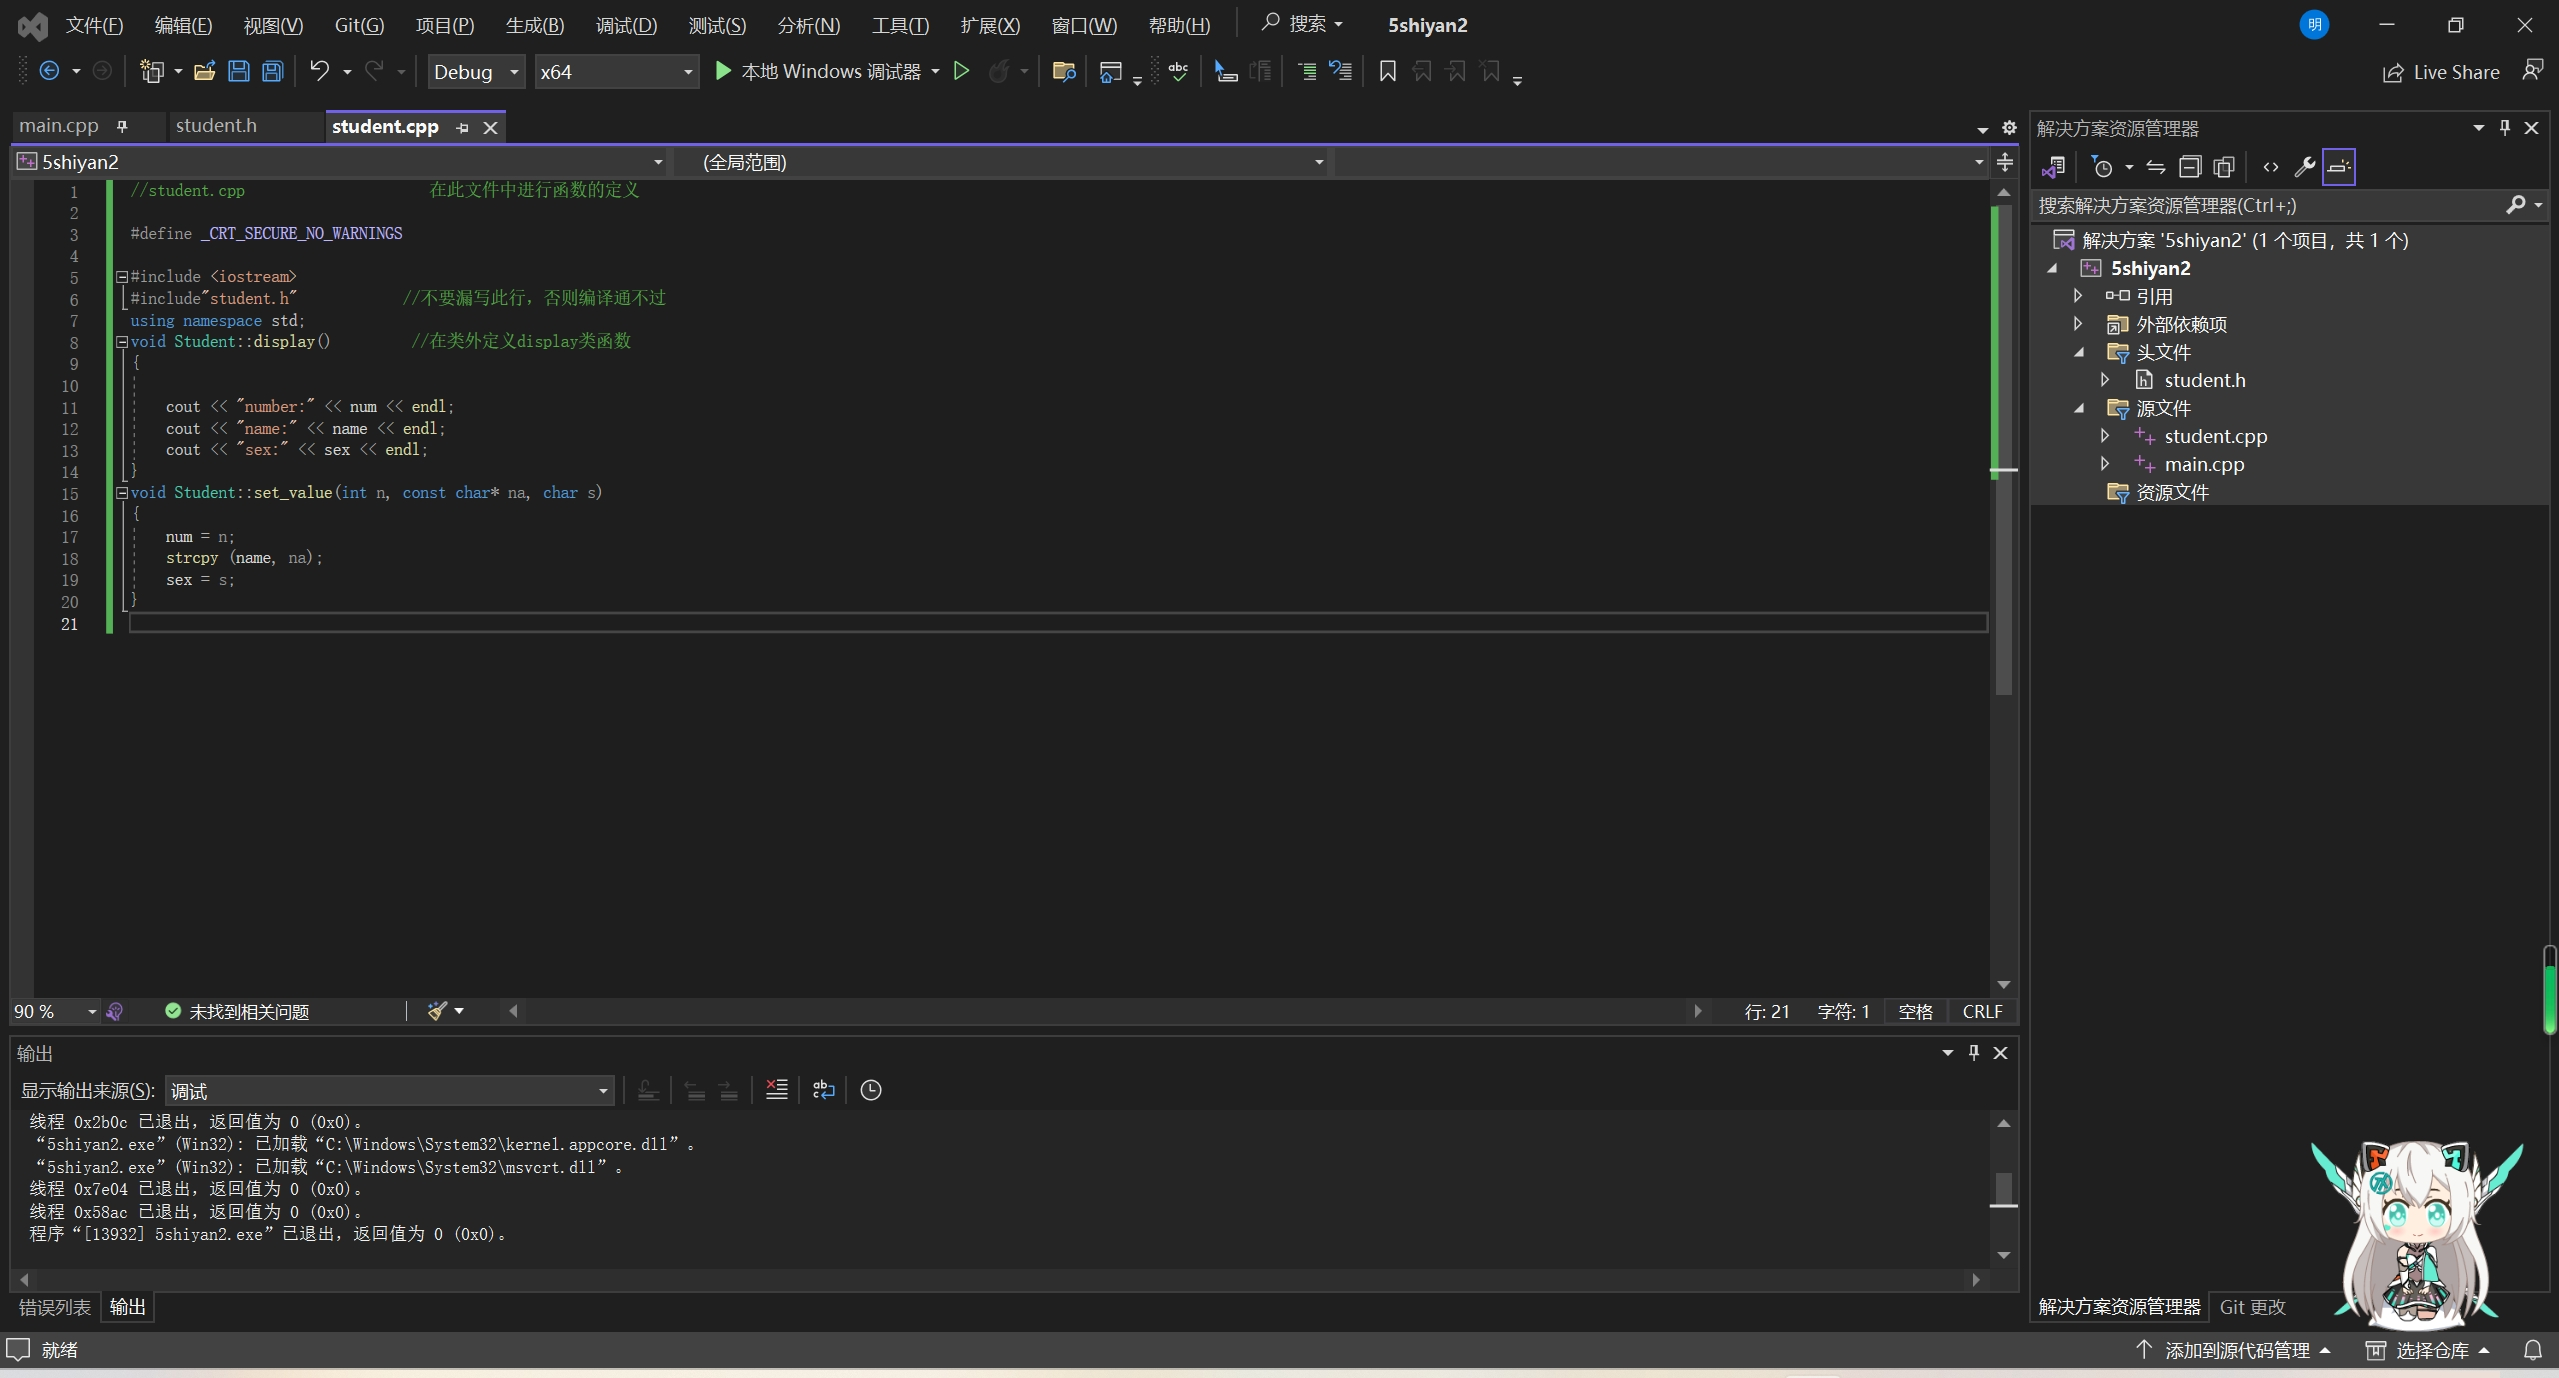 文件(F) 编辑(E) 视图(V) Git(G) 项目(P) 生成(B) 调试(D) 测试(S) 分析(N) 工具(T) 扩展(X) 窗口(W) 帮助(H) 搜索 5shiyan2 明
Debug x64 本地 Windows 调试器 Live Share
main.cpp student.h student.cpp
5shiyan2 (全局范围)
1 //student.cpp 在此文件中进行函数的定义
2
3 #define _CRT_SECURE_NO_WARNINGS
4
5 #include <iostream>
6 #include"student.h" //不要漏写此行，否则编译通不过
7 using namespace std;
8 void Student::display() //在类外定义display类函数
9 {
10
11 cout << "number:" << num << endl;
12 cout << "name:" << name << endl;
13 cout << "sex:" << sex << endl;
14 }
15 void Student::set_value(int n, const char* na, char s)
16 {
17 num = n;
18 strcpy (name, na);
19 sex = s;
20 }
21
90 % 未找到相关问题 行: 21 字符: 1 空格 CRLF
输出
显示输出来源(S): 调试
线程 0x2b0c 已退出，返回值为 0 (0x0)。
“5shiyan2.exe”(Win32): 已加载“C:\Windows\System32\kernel.appcore.dll”。
“5shiyan2.exe”(Win32): 已加载“C:\Windows\System32\msvcrt.dll”。
线程 0x7e04 已退出，返回值为 0 (0x0)。
线程 0x58ac 已退出，返回值为 0 (0x0)。
程序“[13932] 5shiyan2.exe”已退出，返回值为 0 (0x0)。
错误列表 输出
解决方案资源管理器
搜索解决方案资源管理器(Ctrl+;)
解决方案 '5shiyan2' (1 个项目，共 1 个)
5shiyan2
引用
外部依赖项
头文件
student.h
源文件
student.cpp
main.cpp
资源文件
解决方案资源管理器 Git 更改
就绪 添加到源代码管理 选择仓库